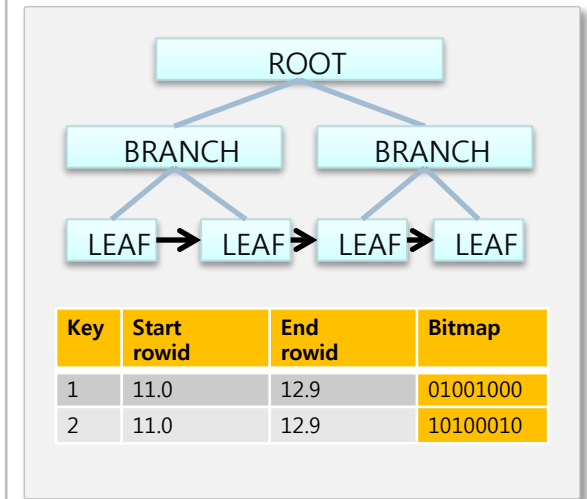 ROOT
BRANCH BRANCH
LEAF LEAF LEAF LEAF
Key Start rowid End rowid Bitmap
1 11.0 12.9 01001000
2 11.0 12.9 10100010